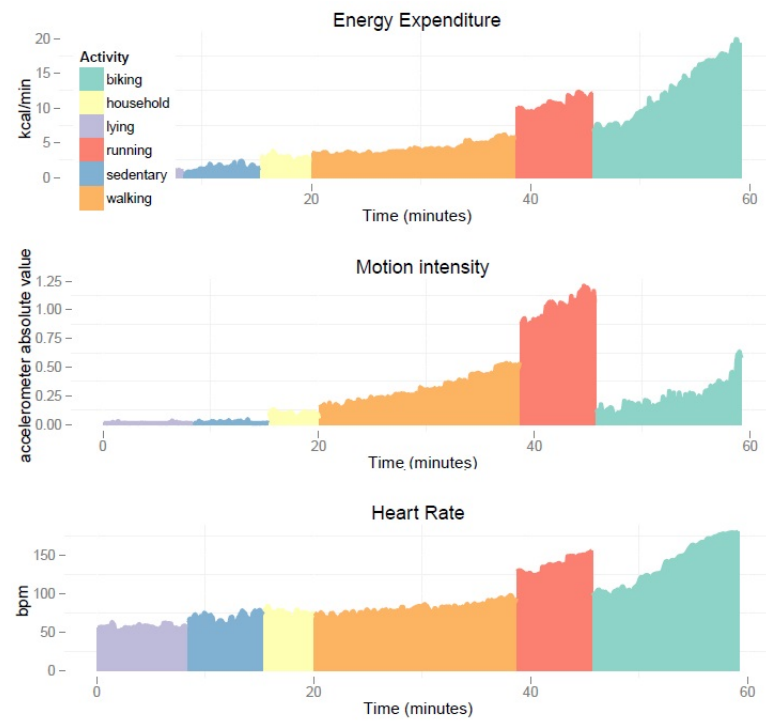 Energy Expenditure
kcal/min
20
15
10
5
0
Activity
biking
household
lying
running
sedentary
walking
20
40
60
Time (minutes)
Motion intensity
accelerometer absolute value
1.25
1.00
0.75
0.50
0.25
0.00
0
20
40
60
Time (minutes)
Heart Rate
bpm
150
100
50
0
0
20
40
60
Time (minutes)